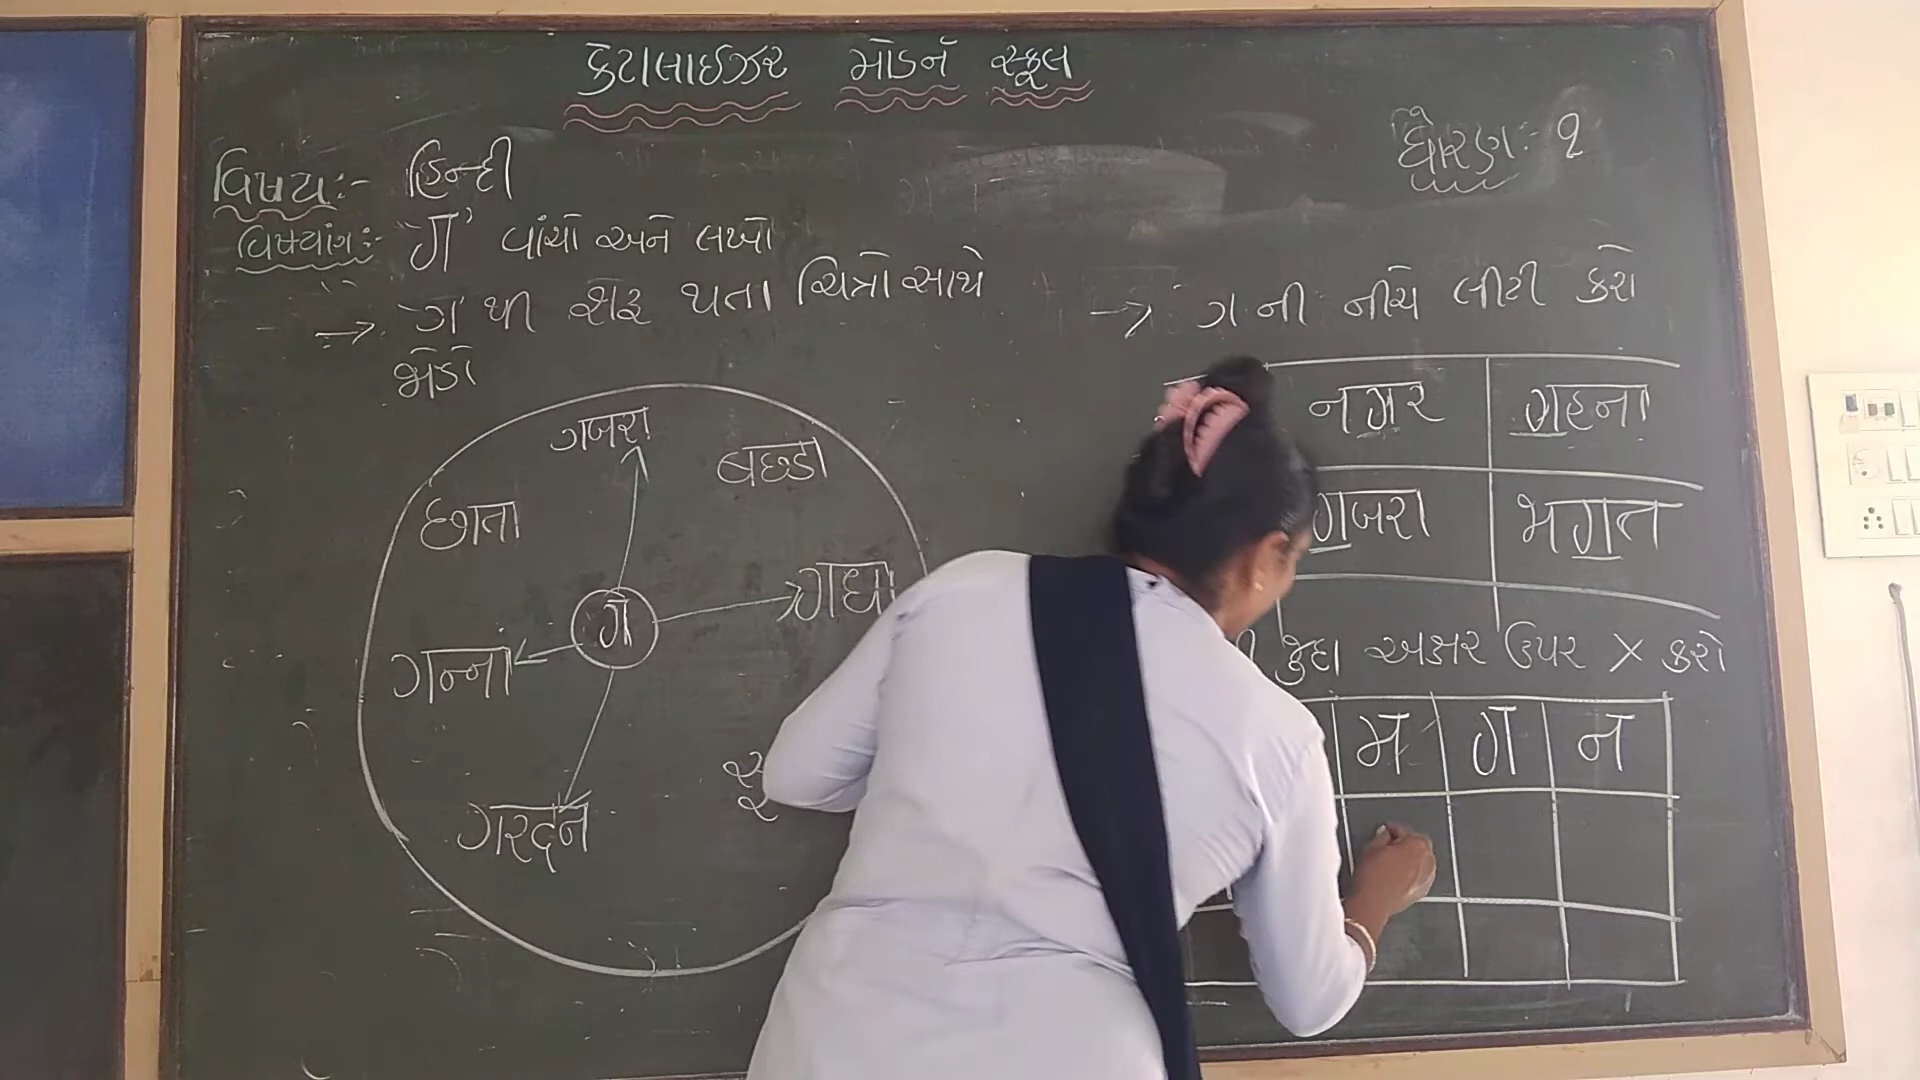 કેટાલાઈઝર મોડર્ન સ્કૂલ
ધોરણ:- ૧
વિષય:- હિન્દી
વિષયાંગ:- 'ग' વાંચો અને લખો
→ 'ગ' થી શરૂ થતા ચિત્રો સાથે
જોડો
गजरा
बछडा
छाता
ग
गधा
गन्ना
गरदन
→ ગ ની નીચે લીટી કરો
नगर गहना
गजरा भगत
જુદા અક્ષર ઉપર X કરો
म ग न